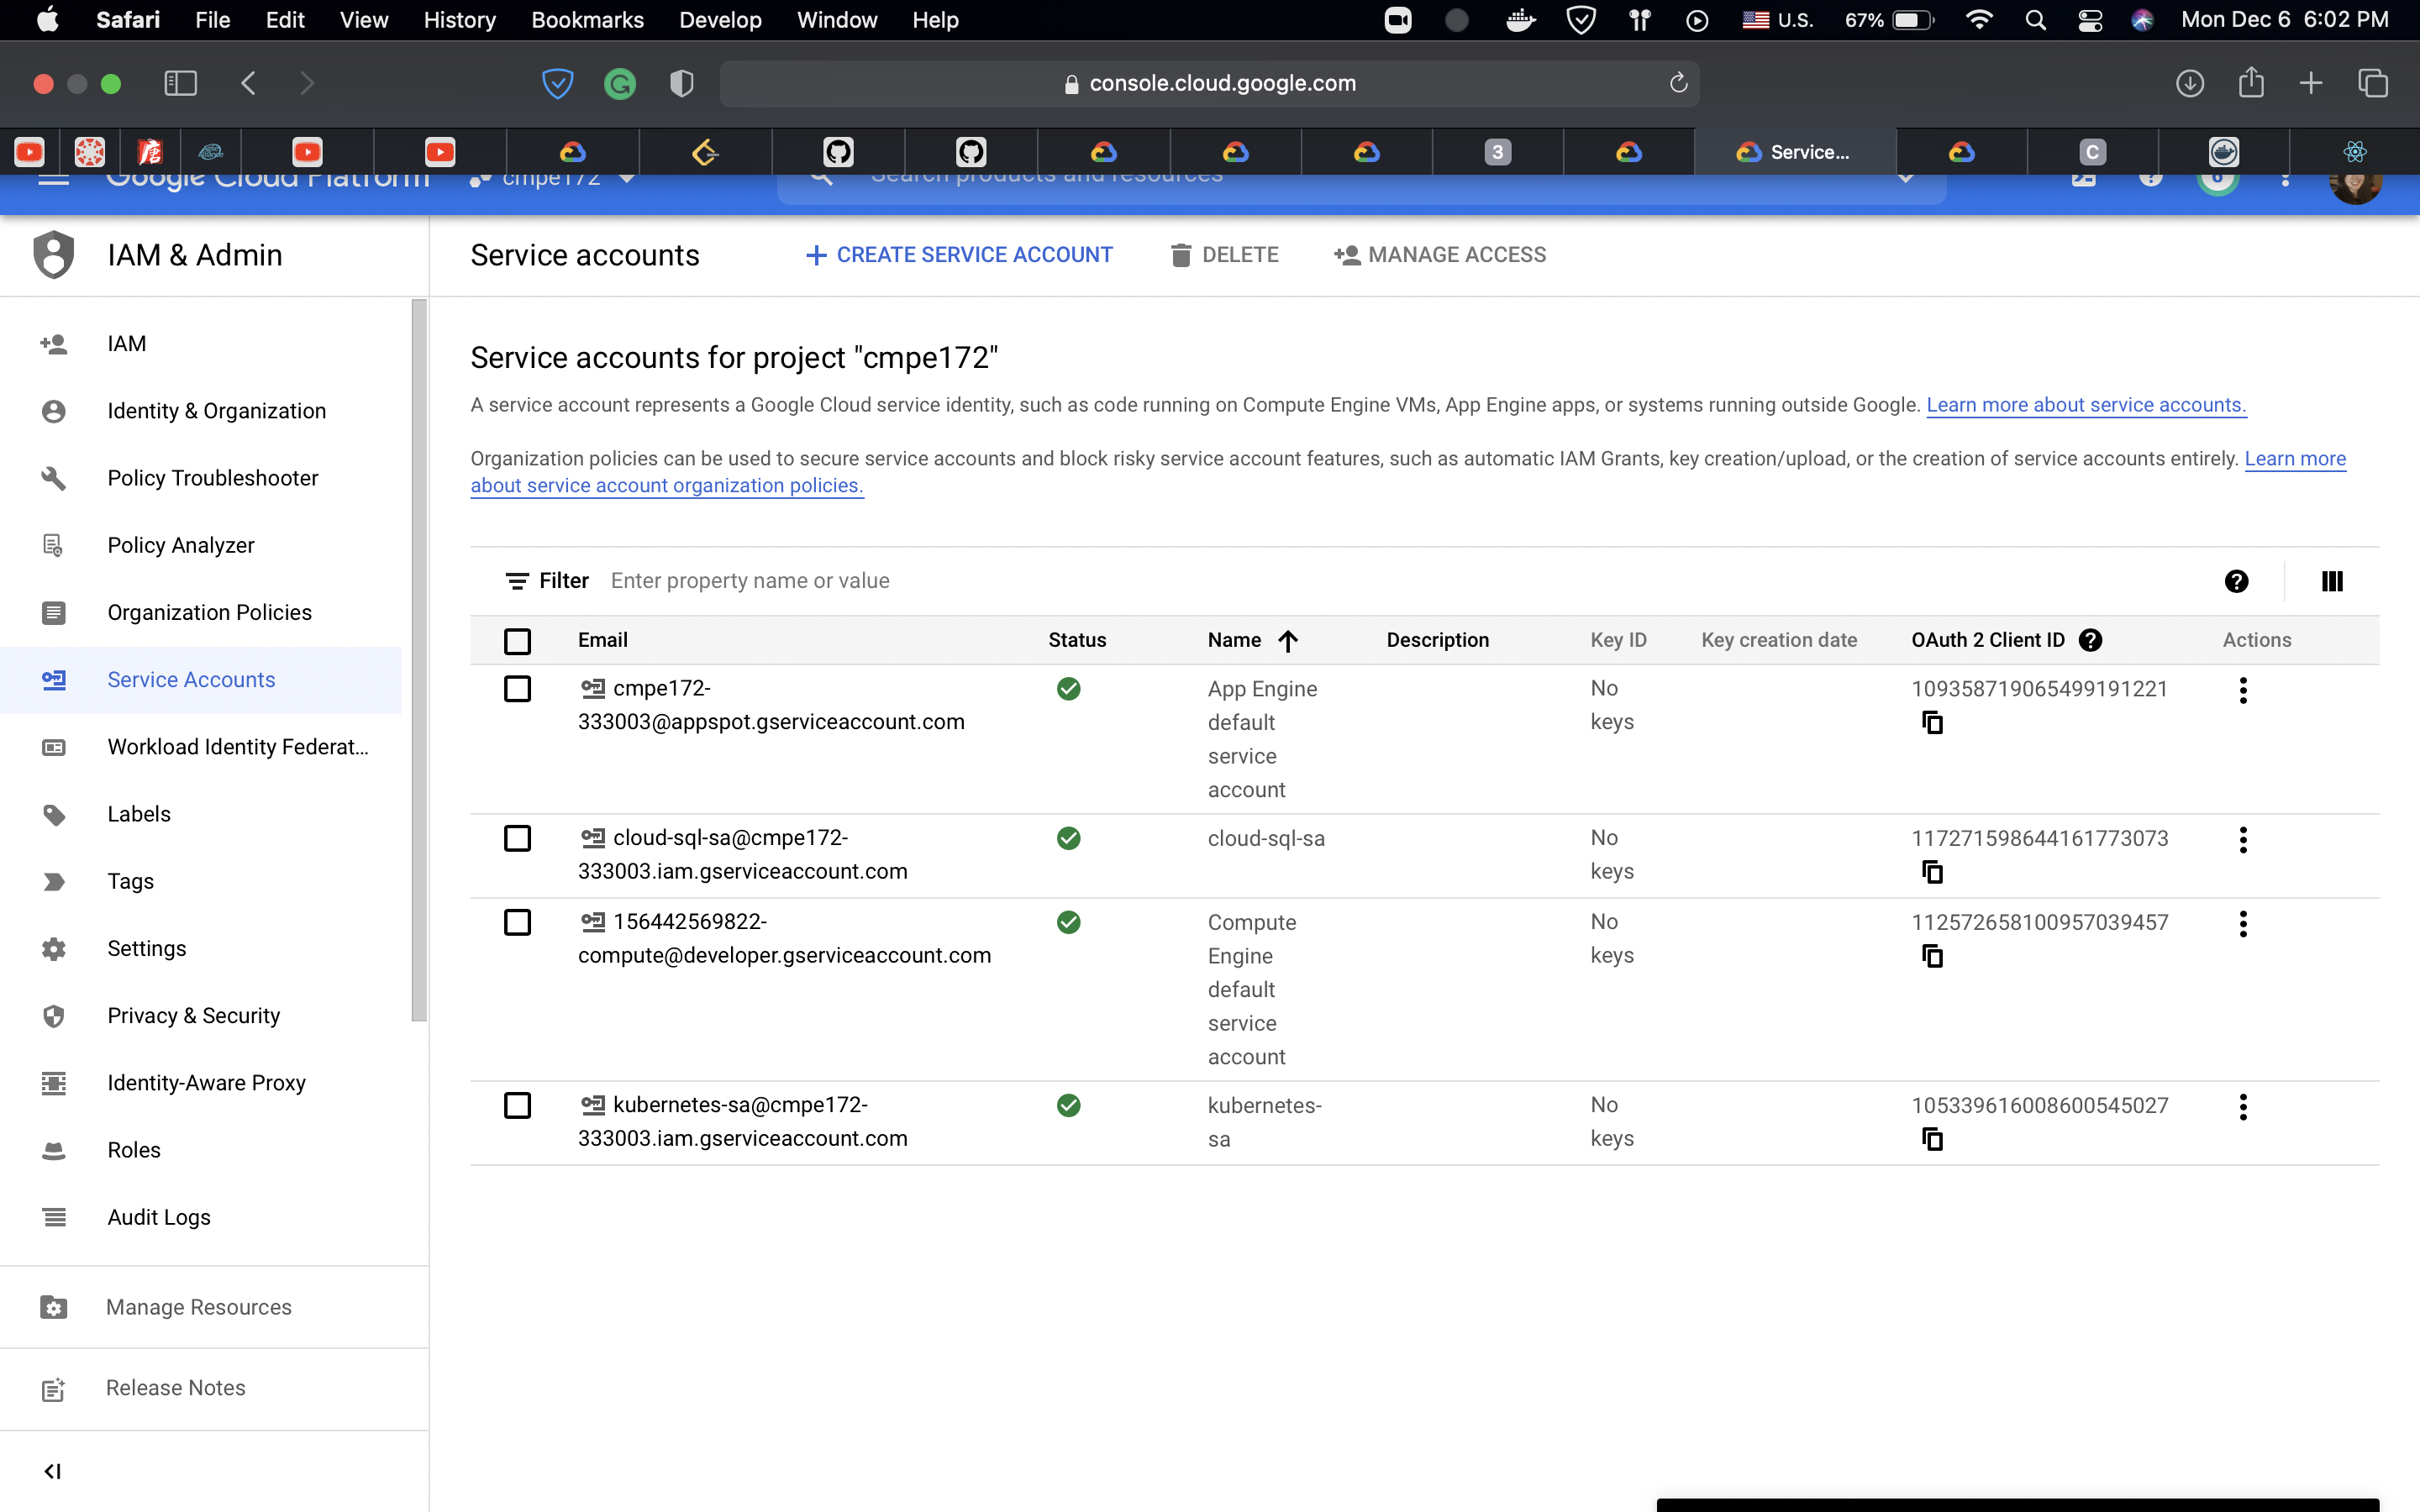 Safari File Edit View History Bookmarks Develop Window Help U.S. 67% Mon Dec 6 6:02 PM
console.cloud.google.com
3 Service... C
Google Cloud Platform cmpe172 Search products and resources
IAM & Admin
Service accounts
CREATE SERVICE ACCOUNT
DELETE
MANAGE ACCESS
IAM
Identity & Organization
Policy Troubleshooter
Policy Analyzer
Organization Policies
Service Accounts
Workload Identity Federat...
Labels
Tags
Settings
Privacy & Security
Identity-Aware Proxy
Roles
Audit Logs
Manage Resources
Release Notes
Service accounts for project "cmpe172"
A service account represents a Google Cloud service identity, such as code running on Compute Engine VMs, App Engine apps, or systems running outside Google. Learn more about service accounts.
Organization policies can be used to secure service accounts and block risky service account features, such as automatic IAM Grants, key creation/upload, or the creation of service accounts entirely. Learn more
about service account organization policies.
Filter Enter property name or value
Email Status Name Description Key ID Key creation date OAuth 2 Client ID Actions
cmpe172- App Engine No 109358719065499191221
333003@appspot.gserviceaccount.com default keys
service
account
cloud-sql-sa@cmpe172- cloud-sql-sa No 117271598644161773073
333003.iam.gserviceaccount.com keys
156442569822- Compute No 112572658100957039457
compute@developer.gserviceaccount.com Engine keys
default
service
account
kubernetes-sa@cmpe172- kubernetes- No 105339616008600545027
333003.iam.gserviceaccount.com sa keys